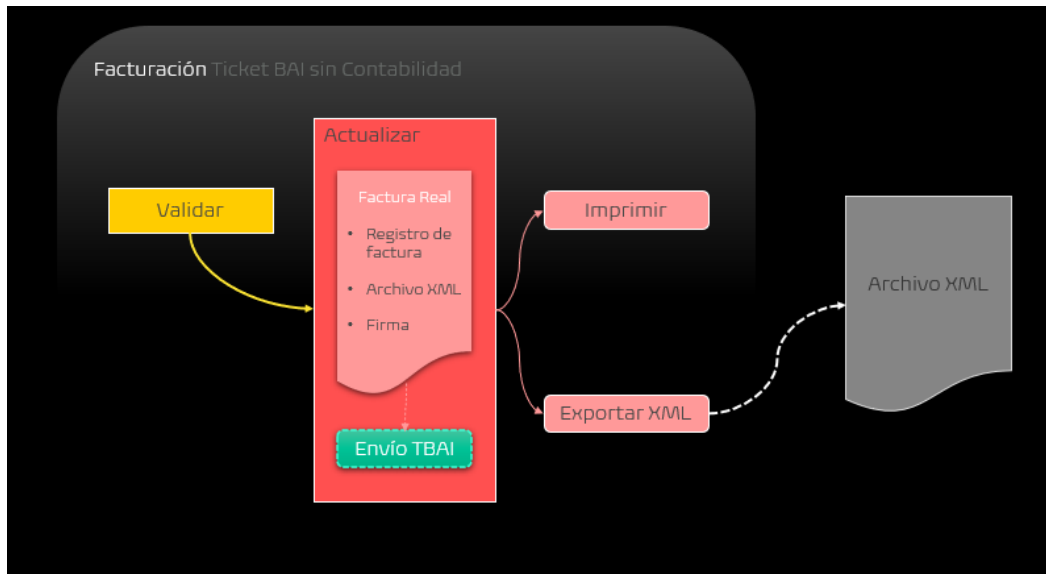 Facturación Ticket BAI sin Contabilidad
Actualizar
Validar
Factura Real
• Registro de
factura
• Archivo XML
• Firma
Envío TBAI
Imprimir
Exportar XML
Archivo XML